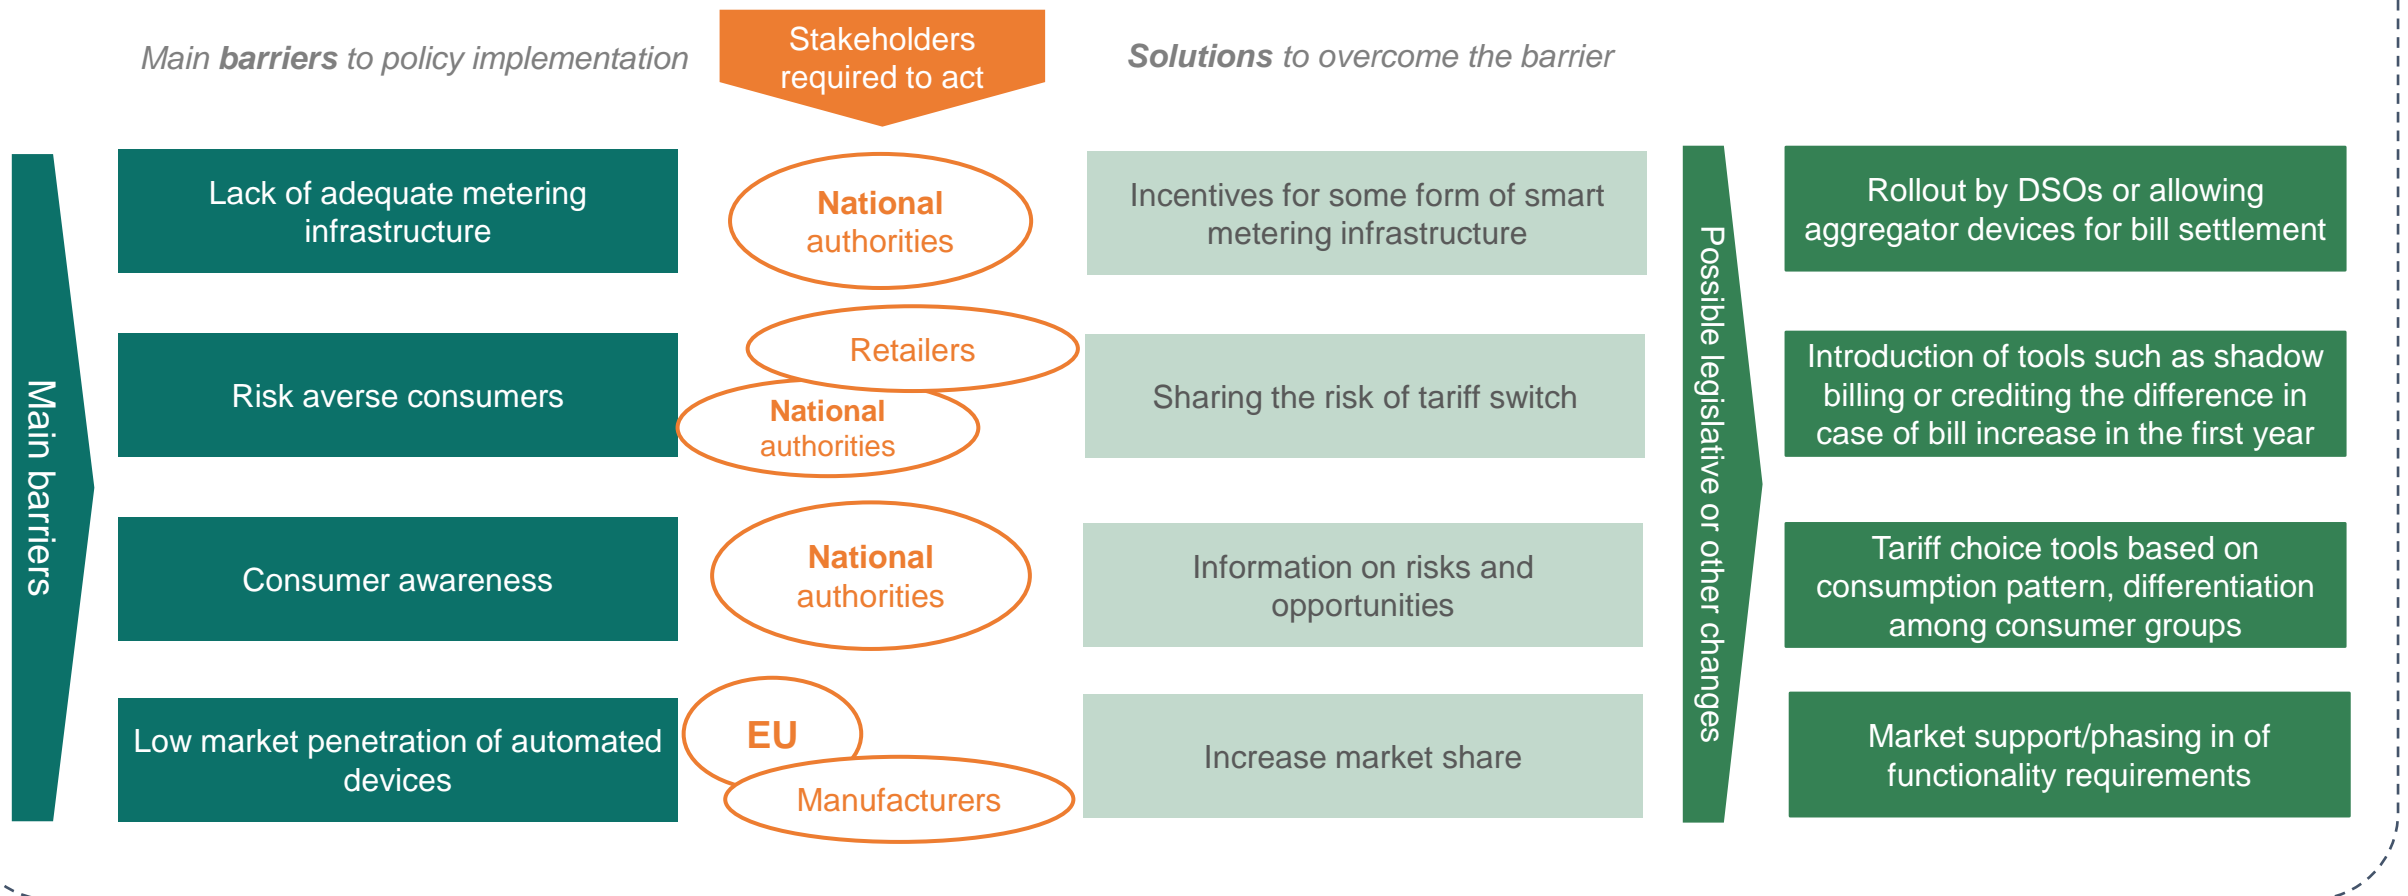 Main barriers to policy implementation
Stakeholders
required to act
Solutions to overcome the barrier
Main barriers
Lack of adequate metering
infrastructure
National
authorities
Incentives for some form of smart
metering infrastructure
Possible legislative or other changes
Rollout by DSOs or allowing
aggregator devices for bill settlement
Risk averse consumers
Retailers
National
authorities
Sharing the risk of tariff switch
Introduction of tools such as shadow
billing or crediting the difference in
case of bill increase in the first year
Consumer awareness
National
authorities
Information on risks and
opportunities
Tariff choice tools based on
consumption pattern, differentiation
among consumer groups
Low market penetration of automated
devices
EU
Manufacturers
Increase market share
Market support/phasing in of
functionality requirements